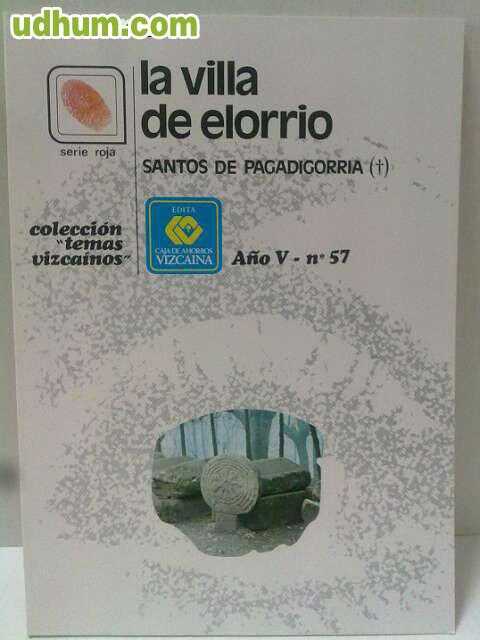 udhum.com
la villa
de elorrio
serie roja
SANTOS DE PAGADIGORRIA (†)
colección
"temas
vizcainos"
EDITA
CAJA DE AHORROS
VIZCAINA
Año V - nº 57